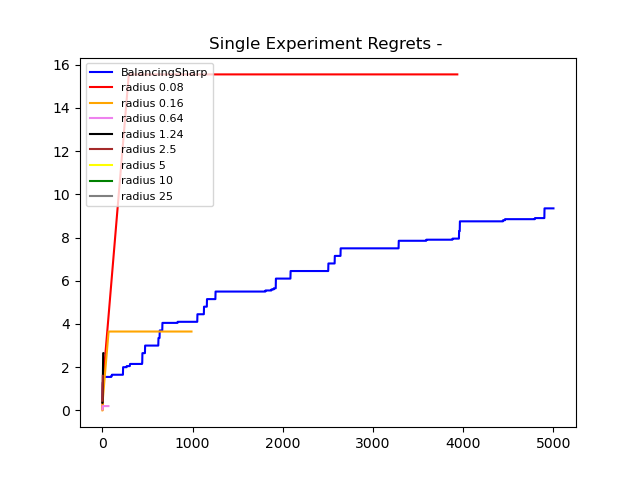 Single Experiment Regrets -
16
14
12
10
8
6
4
2
0
BalancingSharp
radius 0.08
radius 0.16
radius 0.64
radius 1.24
radius 2.5
radius 5
radius 10
radius 25
0 1000 2000 3000 4000 5000